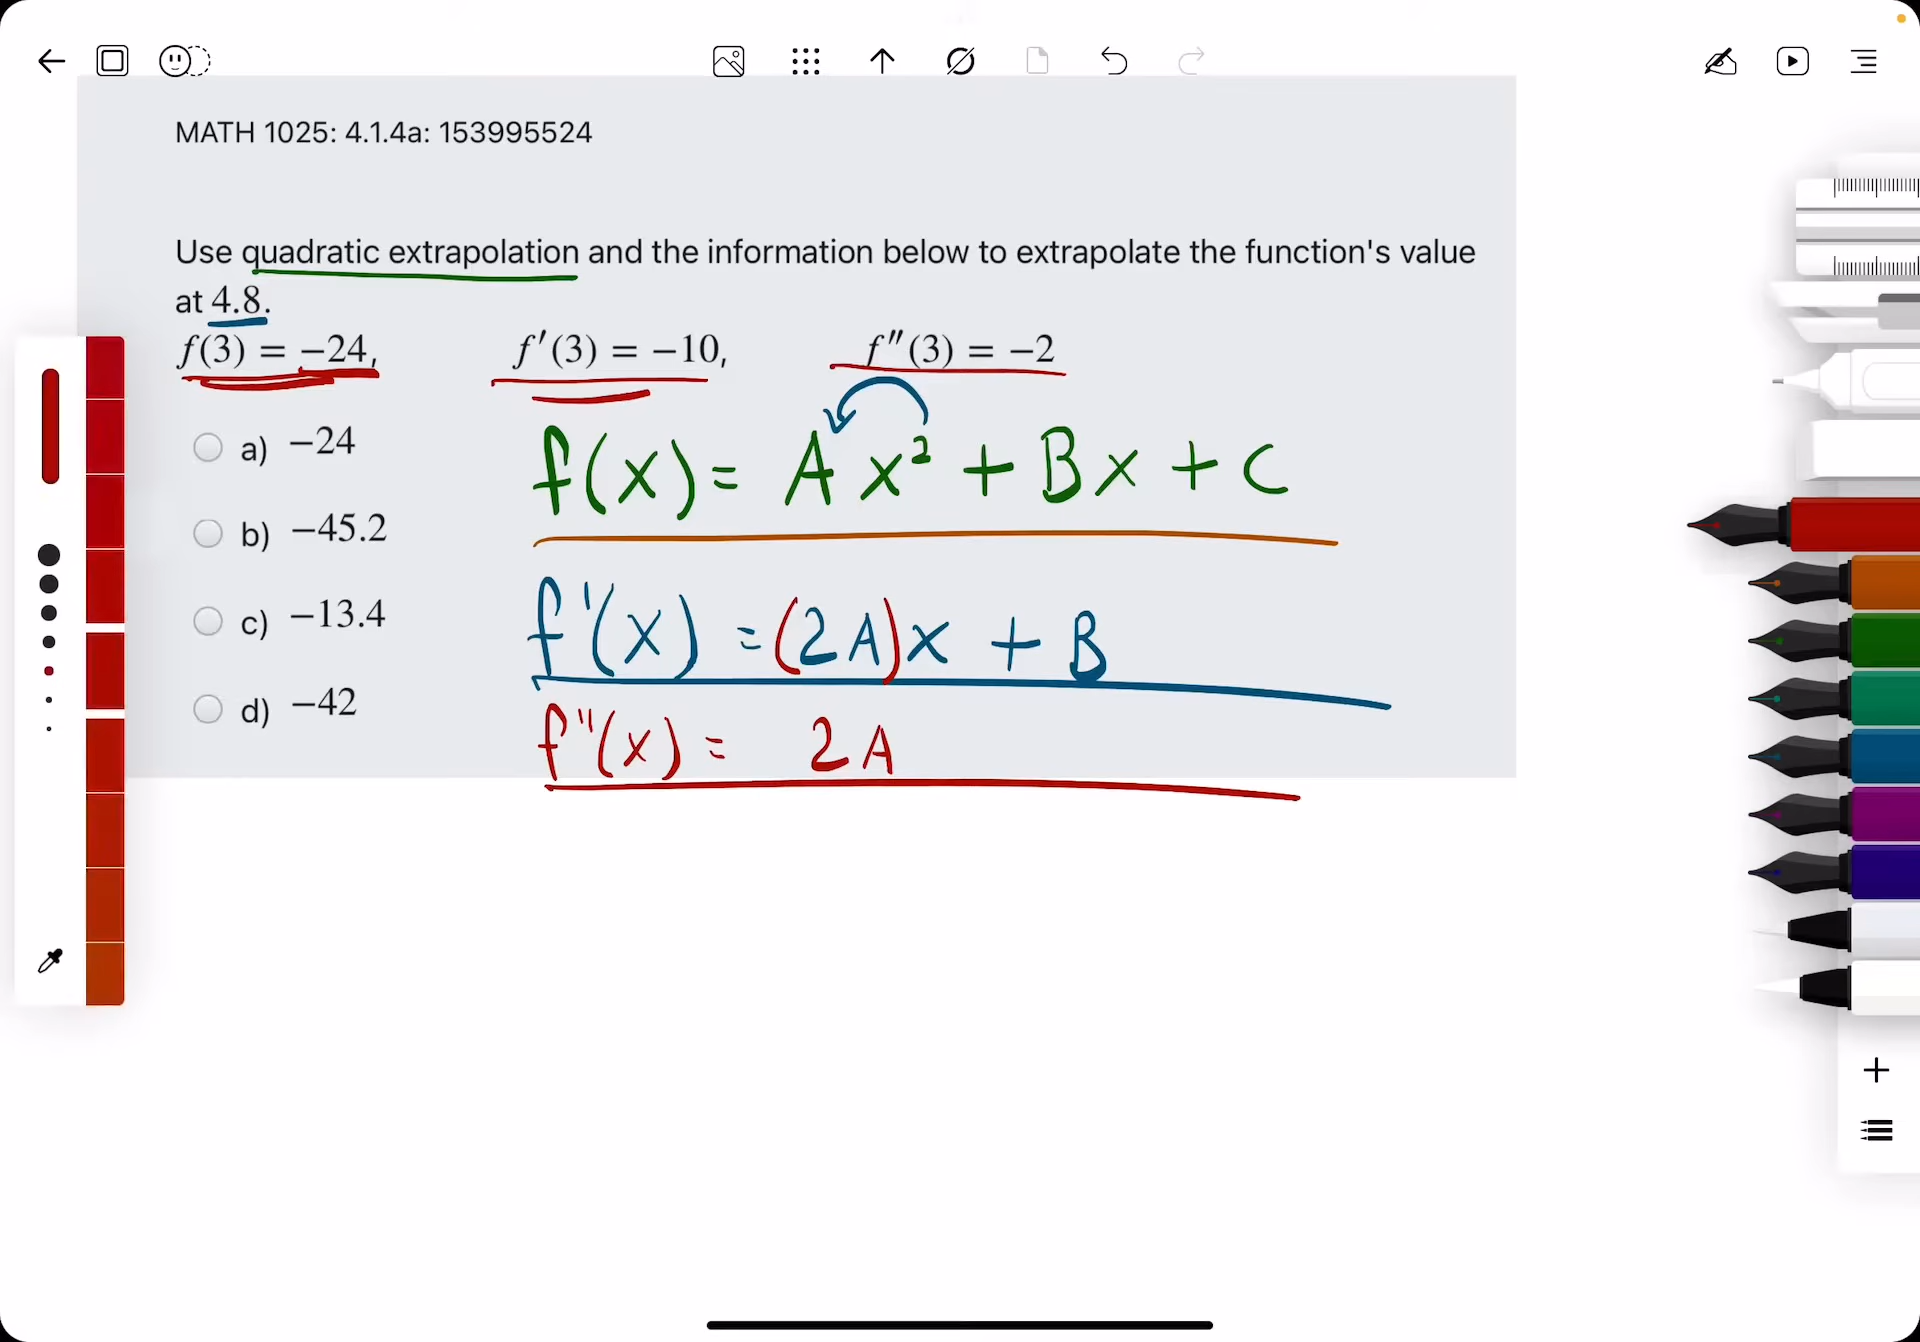 MATH 1025: 4.1.4a: 153995524
Use quadratic extrapolation and the information below to extrapolate the function's value
at 4.8.
f(3) = −24, f′(3) = −10, f″(3) = −2
a) −24
b) −45.2
c) −13.4
d) −42
f(x) = Ax² + Bx + C
f'(x) = (2A)x + B
f"(x) = 2A